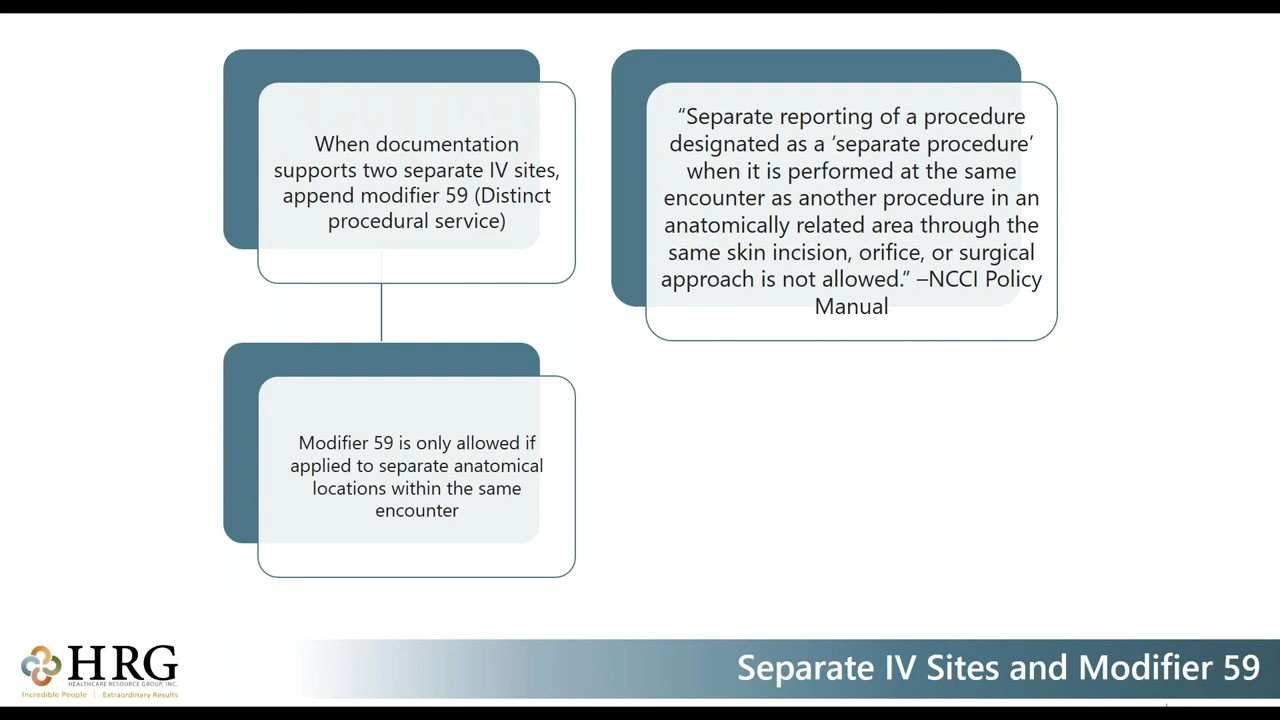 When documentation
supports two separate IV sites,
append modifier 59 (Distinct
procedural service)
Modifier 59 is only allowed if
applied to separate anatomical
locations within the same
encounter
“Separate reporting of a procedure
designated as a ‘separate procedure’
when it is performed at the same
encounter as another procedure in an
anatomically related area through the
same skin incision, orifice, or surgical
approach is not allowed.” –NCCI Policy
Manual
HRG
HEALTHCARE RESOURCE GROUP, INC.
Incredible People | Extraordinary Results
Separate IV Sites and Modifier 59